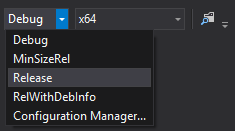 Debug x64
Debug
MinSizeRel
Release
RelWithDebInfo
Configuration Manager...